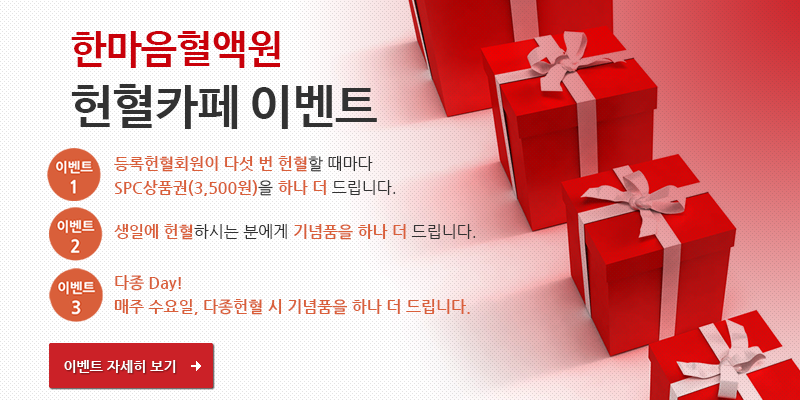 한마음혈액원
헌혈카페 이벤트
이벤트
1
등록헌혈회원이 다섯 번 헌혈할 때마다
SPC상품권(3,500원)을 하나 더 드립니다.
이벤트
2
생일에 헌혈하시는 분에게 기념품을 하나 더 드립니다.
이벤트
3
다종 Day!
매주 수요일, 다종헌혈 시 기념품을 하나 더 드립니다.
이벤트 자세히 보기 →